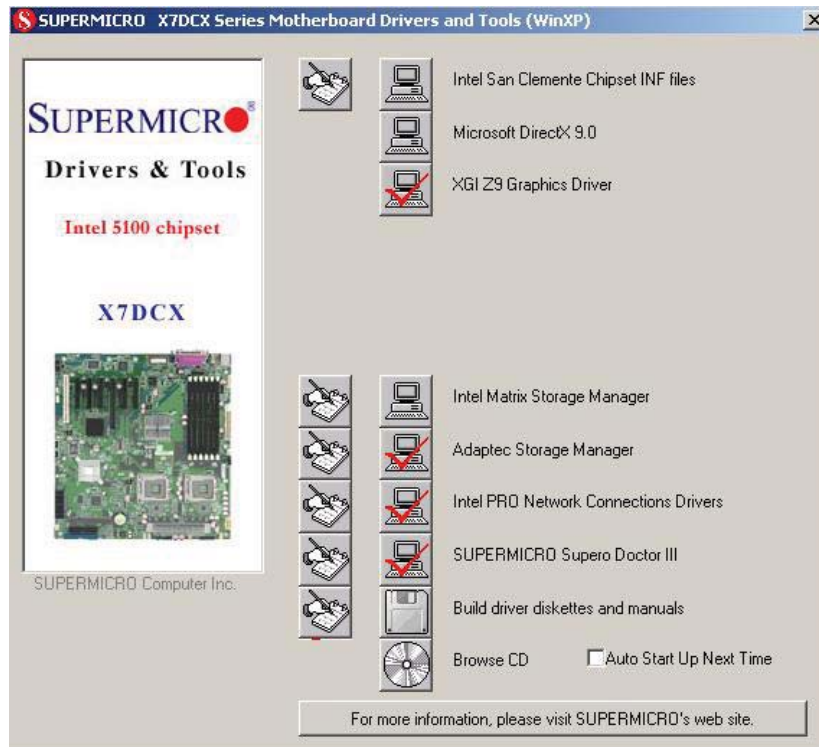 SUPERMICRO X7DCX Series Motherboard Drivers and Tools (WinXP)
SUPERMICRO®
Drivers & Tools
Intel 5100 chipset
X7DCX
SUPERMICRO Computer Inc.
Intel San Clemente Chipset INF files
Microsoft DirectX 9.0
XGI Z9 Graphics Driver
Intel Matrix Storage Manager
Adaptec Storage Manager
Intel PRO Network Connections Drivers
SUPERMICRO Supero Doctor III
Build driver diskettes and manuals
Browse CD
Auto Start Up Next Time
For more information, please visit SUPERMICRO's web site.